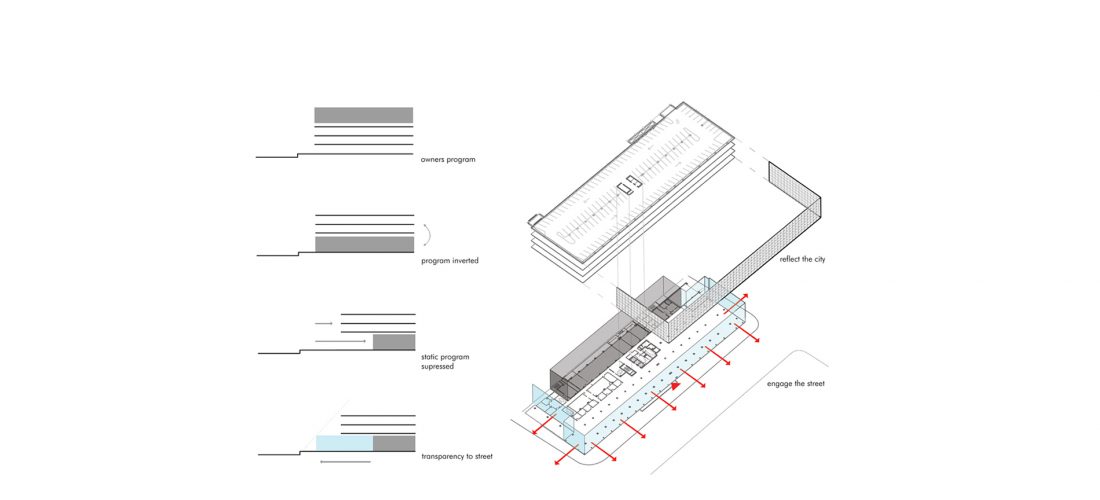 owners program
program inverted
static program
supressed
transparency to street
reflect the city
engage the street